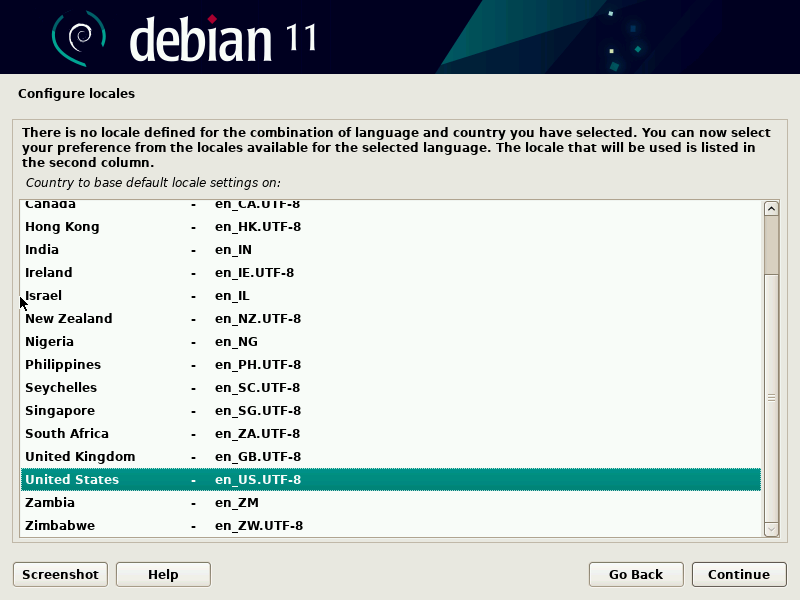 debian 11
Configure locales
There is no locale defined for the combination of language and country you have selected. You can now select
your preference from the locales available for the selected language. The locale that will be used is listed in
the second column.
Country to base default locale settings on:
Canada - en_CA.UTF-8
Hong Kong - en_HK.UTF-8
India - en_IN
Ireland - en_IE.UTF-8
Israel - en_IL
New Zealand - en_NZ.UTF-8
Nigeria - en_NG
Philippines - en_PH.UTF-8
Seychelles - en_SC.UTF-8
Singapore - en_SG.UTF-8
South Africa - en_ZA.UTF-8
United Kingdom - en_GB.UTF-8
United States - en_US.UTF-8
Zambia - en_ZM
Zimbabwe - en_ZW.UTF-8
Screenshot Help Go Back Continue